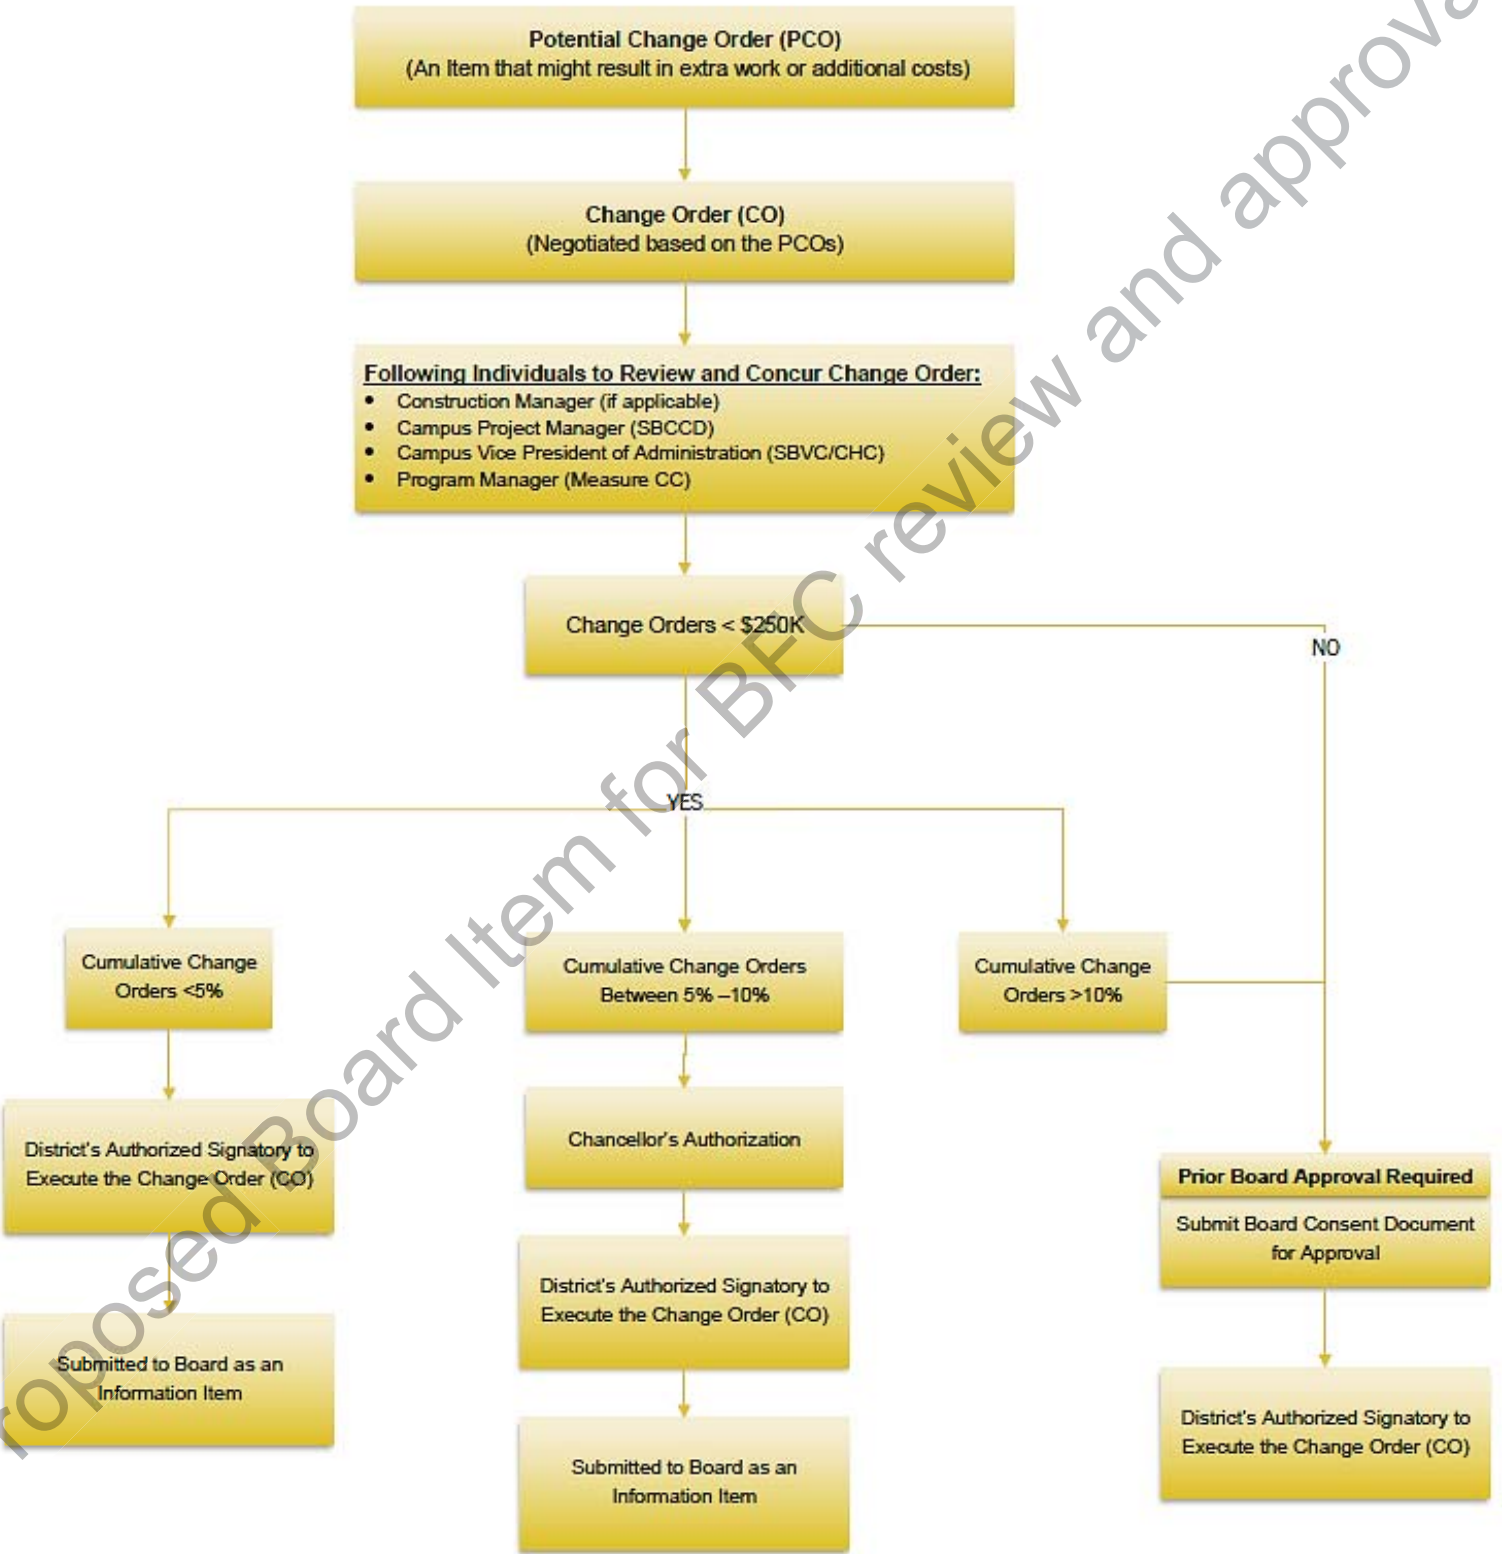 Potential Change Order (PCO)
(An Item that might result in extra work or additional costs)
Change Order (CO)
(Negotiated based on the PCOs)
Following Individuals to Review and Concur Change Order:
• Construction Manager (if applicable)
• Campus Project Manager (SBCCD)
• Campus Vice President of Administration (SBVC/CHC)
• Program Manager (Measure CC)
Change Orders < $250K
NO
YES
Cumulative Change
Orders <5%
Cumulative Change Orders
Between 5% –10%
Cumulative Change
Orders >10%
District's Authorized Signatory to
Execute the Change Order (CO)
Submitted to Board as an
Information Item
Chancellor's Authorization
District's Authorized Signatory to
Execute the Change Order (CO)
Submitted to Board as an
Information Item
Prior Board Approval Required
Submit Board Consent Document
for Approval
District's Authorized Signatory to
Execute the Change Order (CO)
Board Item for BFC review and